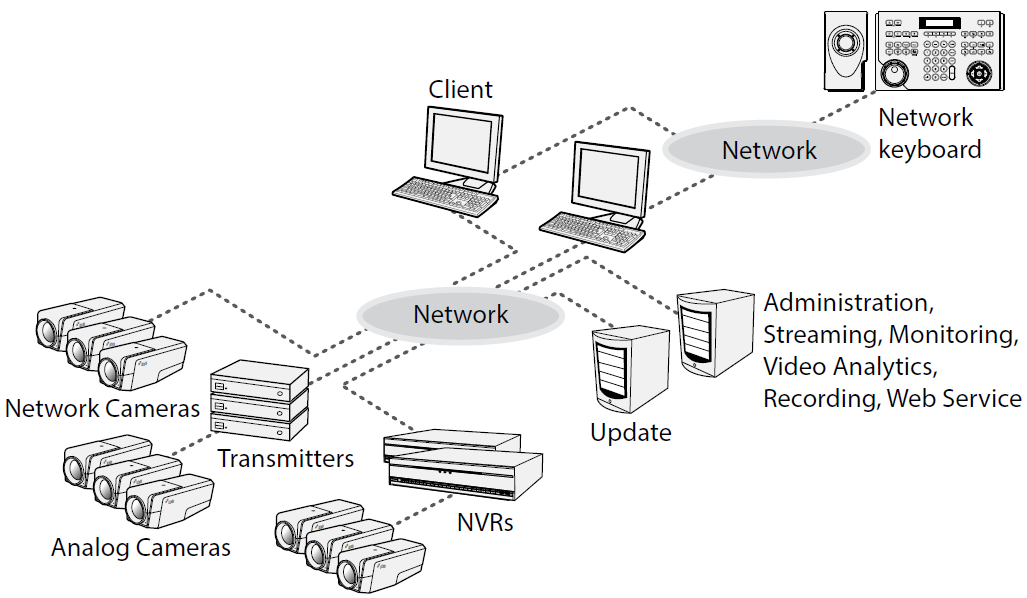 Client
Network
Network
keyboard
Network
Administration,
Streaming, Monitoring,
Video Analytics,
Recording, Web Service
Network Cameras
Update
Transmitters
NVRs
Analog Cameras